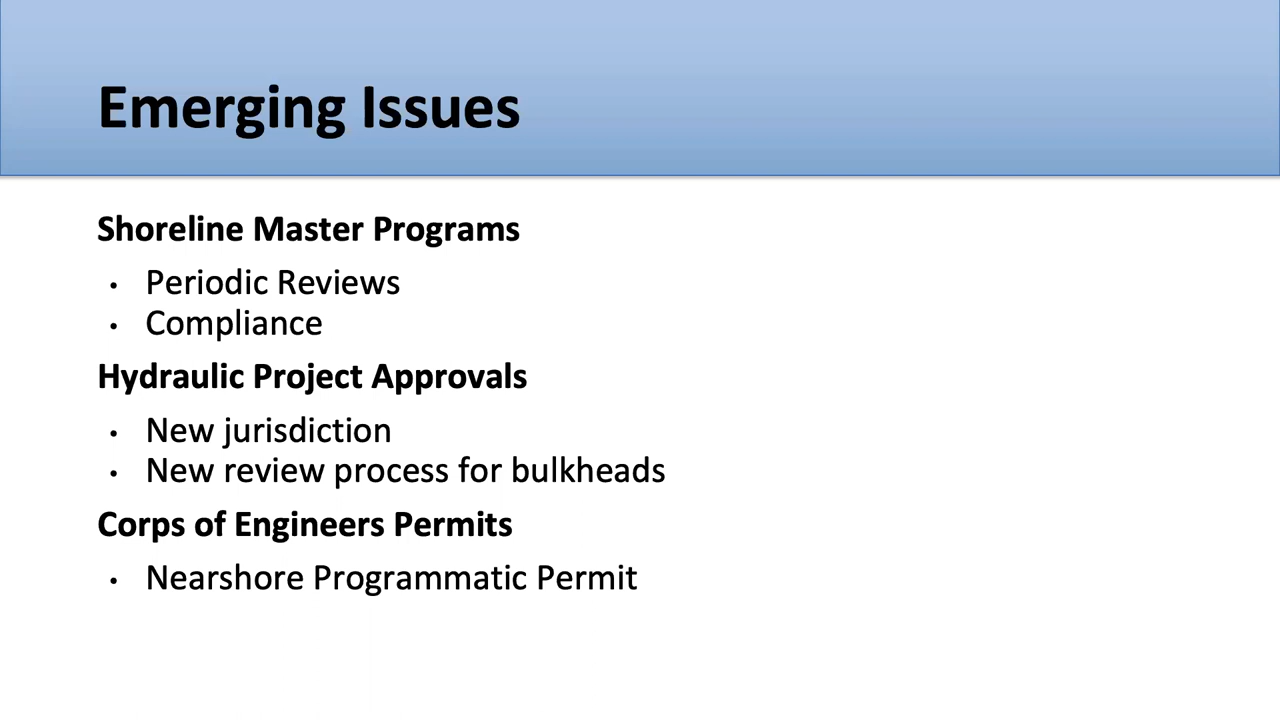 Emerging Issues
Shoreline Master Programs
• Periodic Reviews
• Compliance
Hydraulic Project Approvals
• New jurisdiction
• New review process for bulkheads
Corps of Engineers Permits
• Nearshore Programmatic Permit